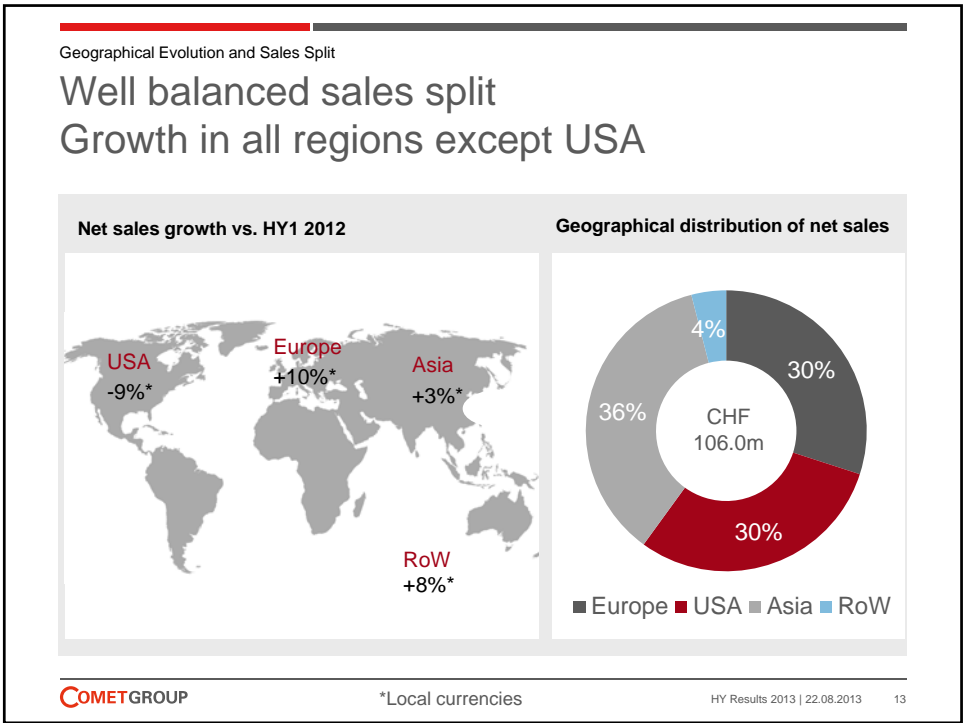 Geographical Evolution and Sales Split
Well balanced sales split
Growth in all regions except USA
Net sales growth vs. HY1 2012
USA
-9%*
Europe
+10%*
Asia
+3%*
RoW
+8%*
Geographical distribution of net sales
4%
30%
36%
CHF
106.0m
30%
Europe USA Asia RoW
COMETGROUP
*Local currencies
HY Results 2013 | 22.08.2013 13